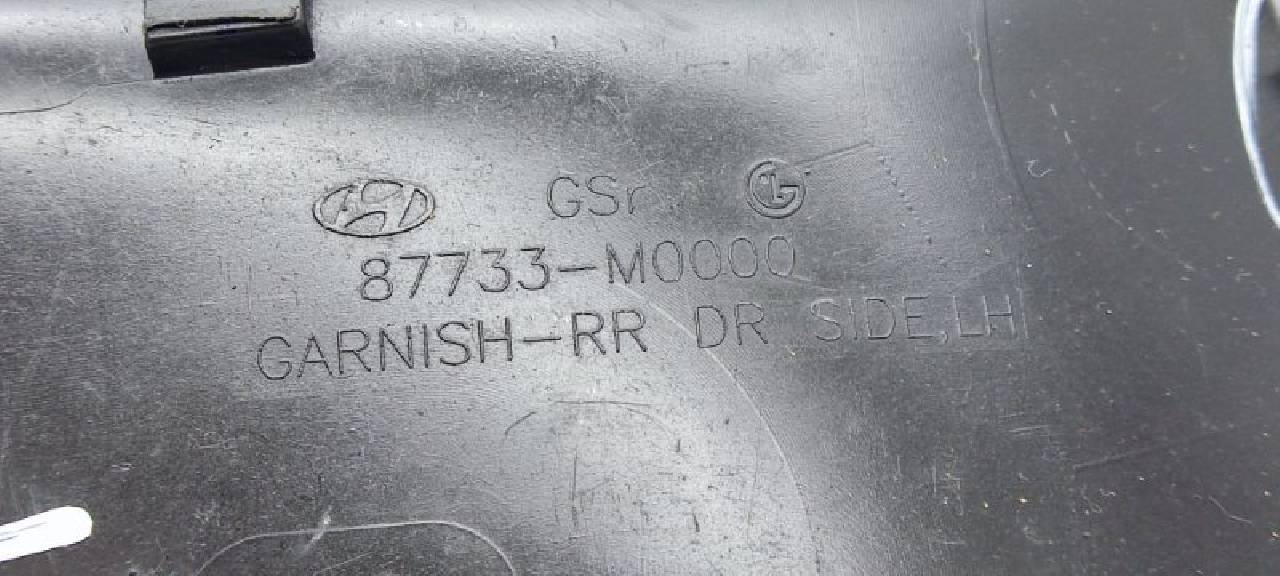 GSr
87733-M0000
GARNISH-RR DR SIDE,LH